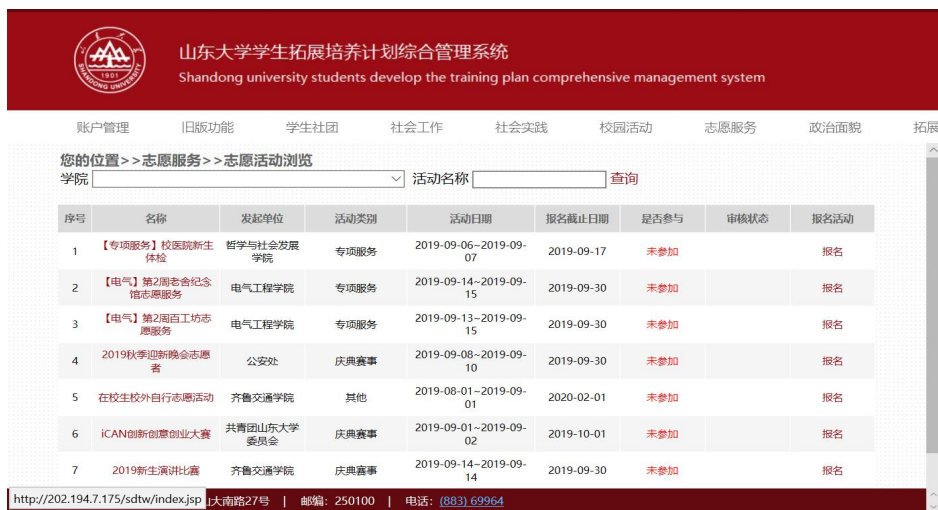 山东大学学生拓展培养计划综合管理系统
Shandong university students develop the training plan comprehensive management system
1901
SHANDONG UNIVERSITY
账户管理 旧版功能 学生社团 社会工作 社会实践 校园活动 志愿服务 政治面貌 拓展
您的位置>>志愿服务>>志愿活动浏览
学院 活动名称 查询
序号 名称 发起单位 活动类别 活动日期 报名截止日期 是否参与 审核状态 报名活动
1 【专项服务】校医院新生体检 哲学与社会发展学院 专项服务 2019-09-06~2019-09-07 2019-09-17 未参加 报名
2 【电气】第2周老舍纪念馆志愿服务 电气工程学院 专项服务 2019-09-14~2019-09-15 2019-09-30 未参加 报名
3 【电气】第2周百工坊志愿服务 电气工程学院 专项服务 2019-09-13~2019-09-15 2019-09-30 未参加 报名
4 2019秋季迎新晚会志愿者 公安处 庆典赛事 2019-09-08~2019-09-10 2019-09-30 未参加 报名
5 在校生校外自行志愿活动 齐鲁交通学院 其他 2019-08-01~2019-09-01 2020-02-01 未参加 报名
6 iCAN创新创意创业大赛 共青团山东大学委员会 庆典赛事 2019-09-01~2019-09-02 2019-10-01 未参加 报名
7 2019新生演讲比赛 齐鲁交通学院 庆典赛事 2019-09-14~2019-09-14 2019-09-30 未参加 报名
http://202.194.7.175/sdtw/index.jsp 大南路27号 | 邮编：250100 | 电话：(883) 69964